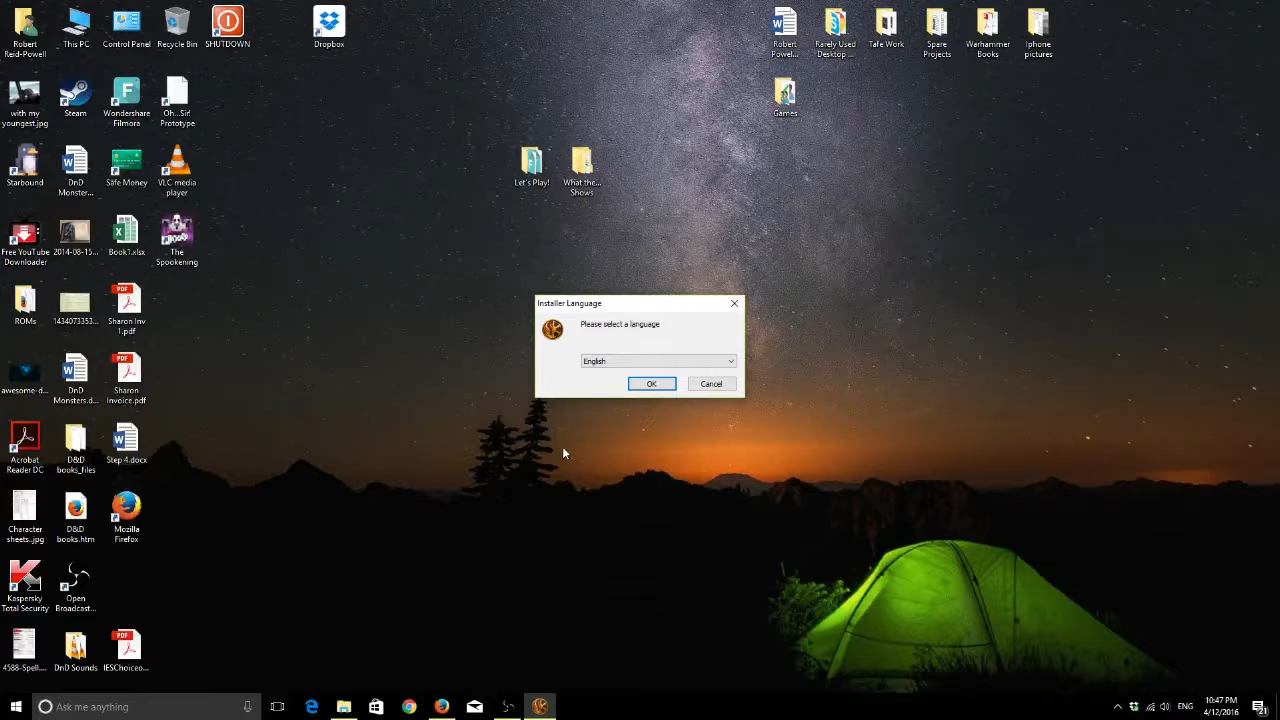 Robert
Reid-Powell
This PC
Control Panel
Recycle Bin
SHUTDOWN
Dropbox
Robert
Powel...
Rarely Used
Desktop ...
Tafe Work
Spare
Projects
Warhammer
Books
Iphone
pictures
with my
youngest.jpg
Steam
Wondershare
Filmora
Oh...Sir!
Prototype
Games
Starbound
DnD
Monster...
Safe Money
VLC media
player
Let's Play!
What the...
Shows
Free YouTube
Downloader
2014-08-15...
Book1.xlsx
The
Spookening
ROMs
1434073355...
PDF
Sharon Inv
1.pdf
Installer Language
Please select a language
English
OK
Cancel
awesome-d...
DnD
Monsters.d...
PDF
Sharon
Invoice.pdf
Acrobat
Reader DC
D&D
books_files
Step 4.docx
Character
sheets.jpg
D&D
books.htm
Mozilla
Firefox
Kaspersky
Total Security
Open
Broadcast...
4588-Spell....
DnD Sounds
PDF
IESChoiceo...
Ask me anything
ENG
10:47 PM
4/12/2016